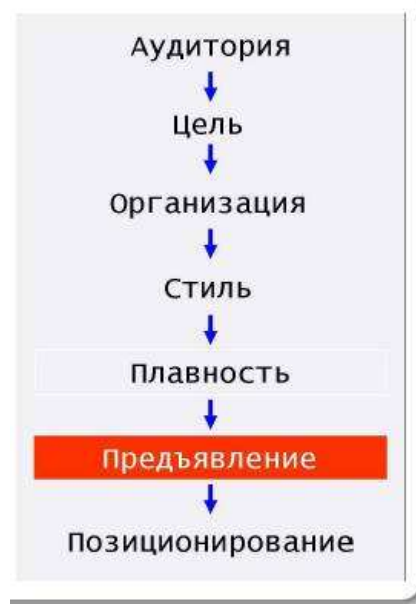 Аудитория
Цель
Организация
Стиль
Плавность
Предъявление
Позиционирование